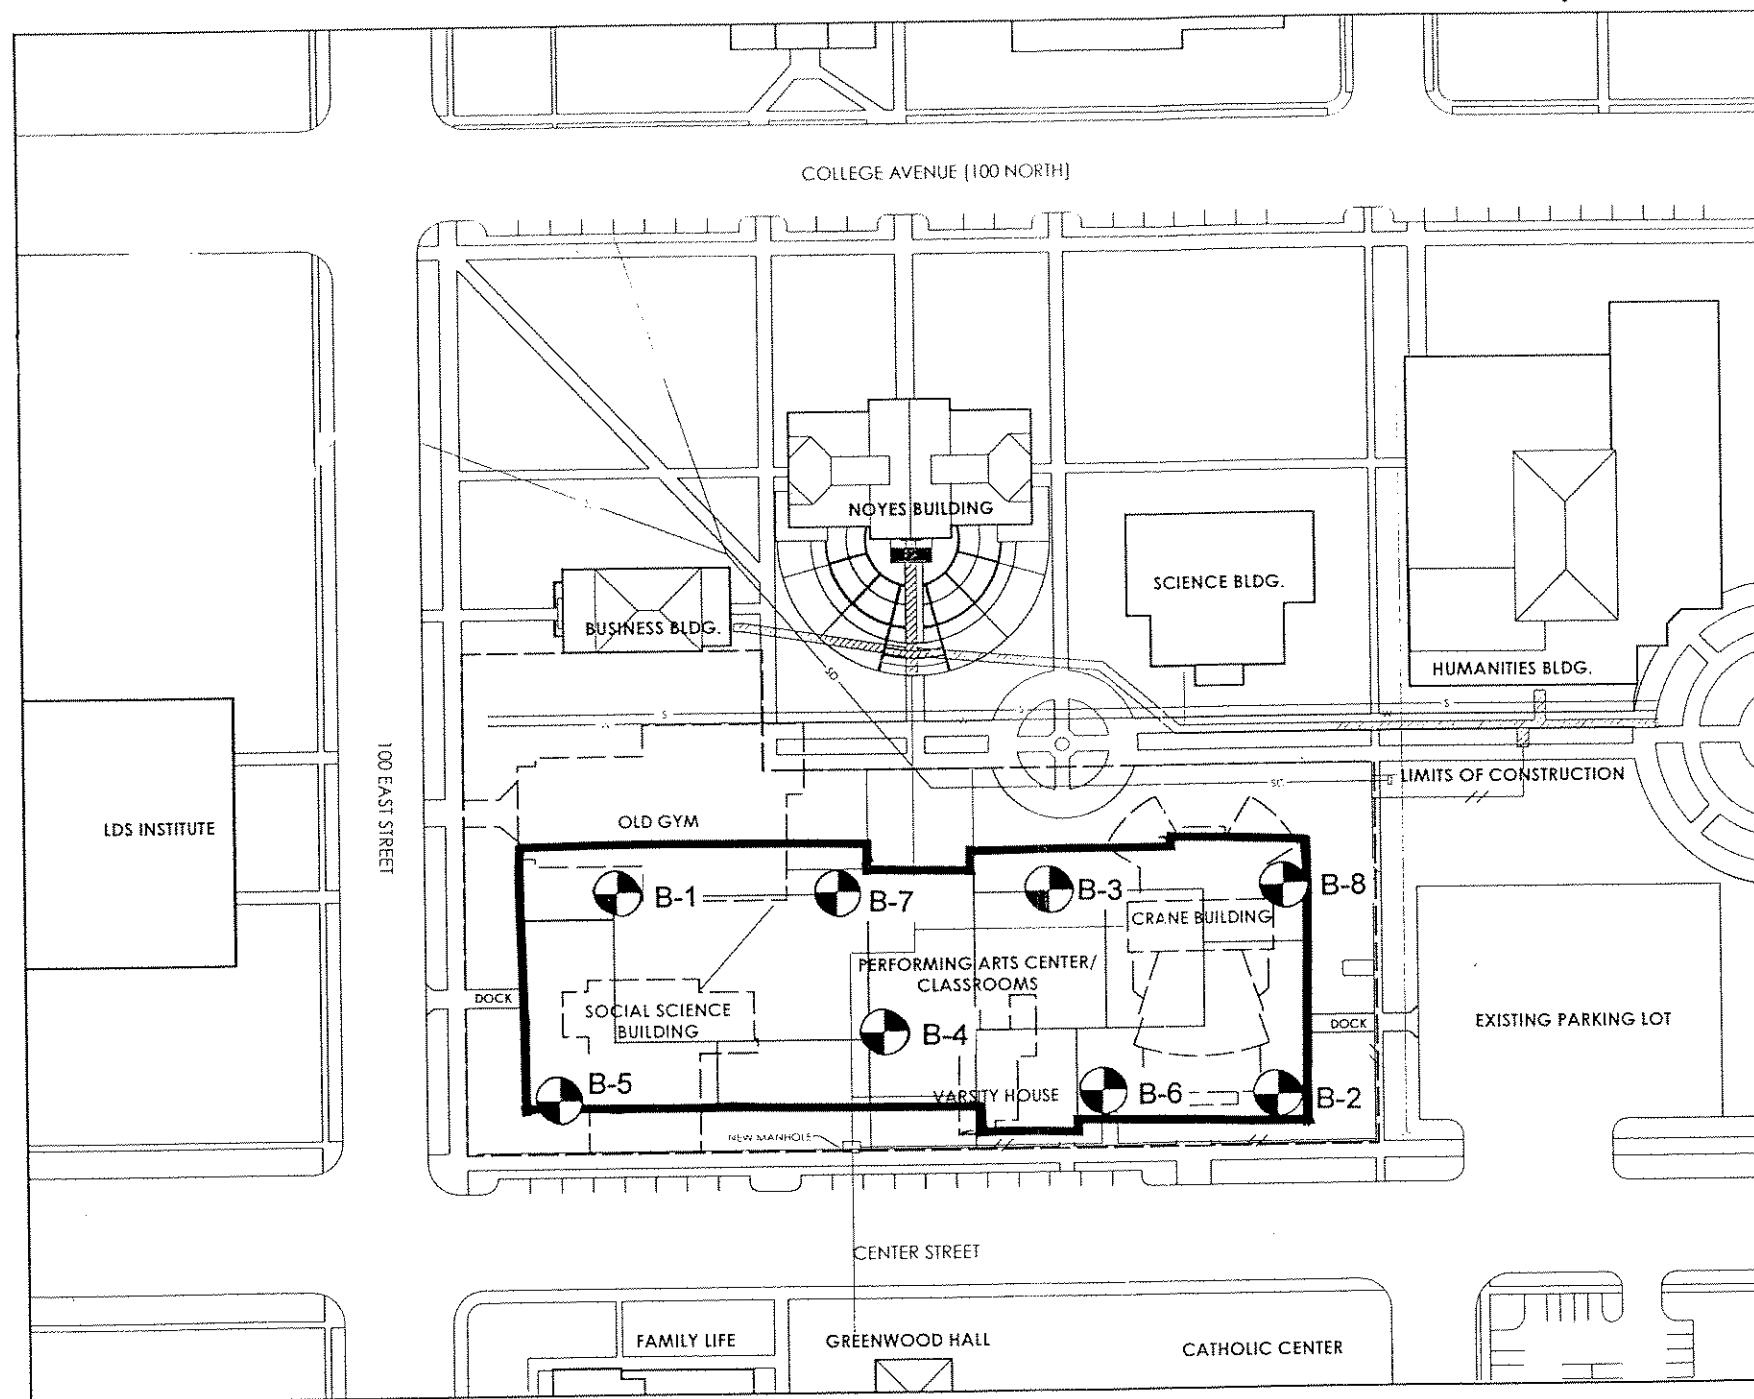 COLLEGE AVENUE (100 NORTH)
NOYES BUILDING
SCIENCE BLDG.
BUSINESS BLDG.
HUMANITIES BLDG.
SD
S
S
S
W
LIMITS OF CONSTRUCTION
100 EAST STREET
LDS INSTITUTE
OLD GYM
B-1
B-7
B-3
B-8
CRANE BUILDING
PERFORMING ARTS CENTER/
CLASSROOMS
DOCK
SOCIAL SCIENCE
BUILDING
B-4
DOCK
EXISTING PARKING LOT
B-5
VARSITY HOUSE
B-6
B-2
NEW MANHOLE
CENTER STREET
FAMILY LIFE
GREENWOOD HALL
CATHOLIC CENTER